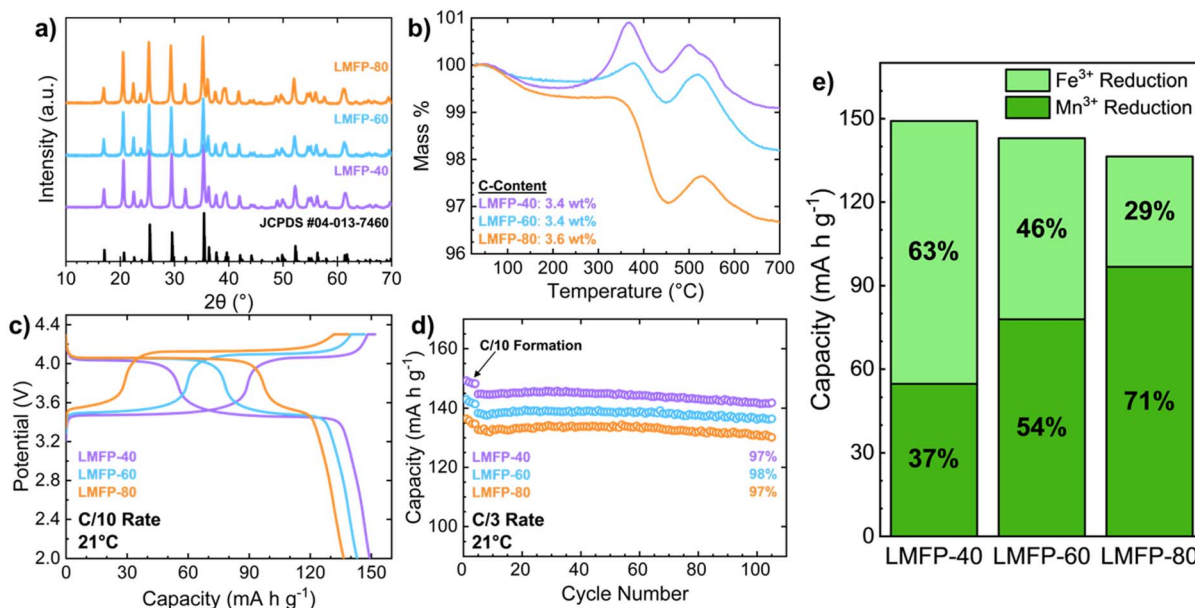 a)
LMFP-80
LMFP-60
LMFP-40
JCPDS #04-013-7460
Intensity (a.u.)
10 20 30 40 50 60 70
2θ (°)
b)
101
100
99
98
97
96
Mass %
C-Content
LMFP-40: 3.4 wt%
LMFP-60: 3.4 wt%
LMFP-80: 3.6 wt%
100 300 400 500 600 700
Temperature (°C)
c)
4.4
4.0
3.6
3.2
2.8
2.4
2.0
Potential (V)
LMFP-40
LMFP-60
LMFP-80
C/10 Rate
21°C
0 30 60 90 120 150
Capacity (mA h g⁻¹)
d)
C/10 Formation
160
140
120
100
Capacity (mA h g⁻¹)
LMFP-40 97%
LMFP-60 98%
LMFP-80 97%
C/3 Rate
21°C
0 20 40 60 80 100
Cycle Number
e)
Fe³⁺ Reduction
Mn³⁺ Reduction
150
120
90
60
30
0
Capacity (mA h g⁻¹)
63%
37%
46%
54%
29%
71%
LMFP-40 LMFP-60 LMFP-80